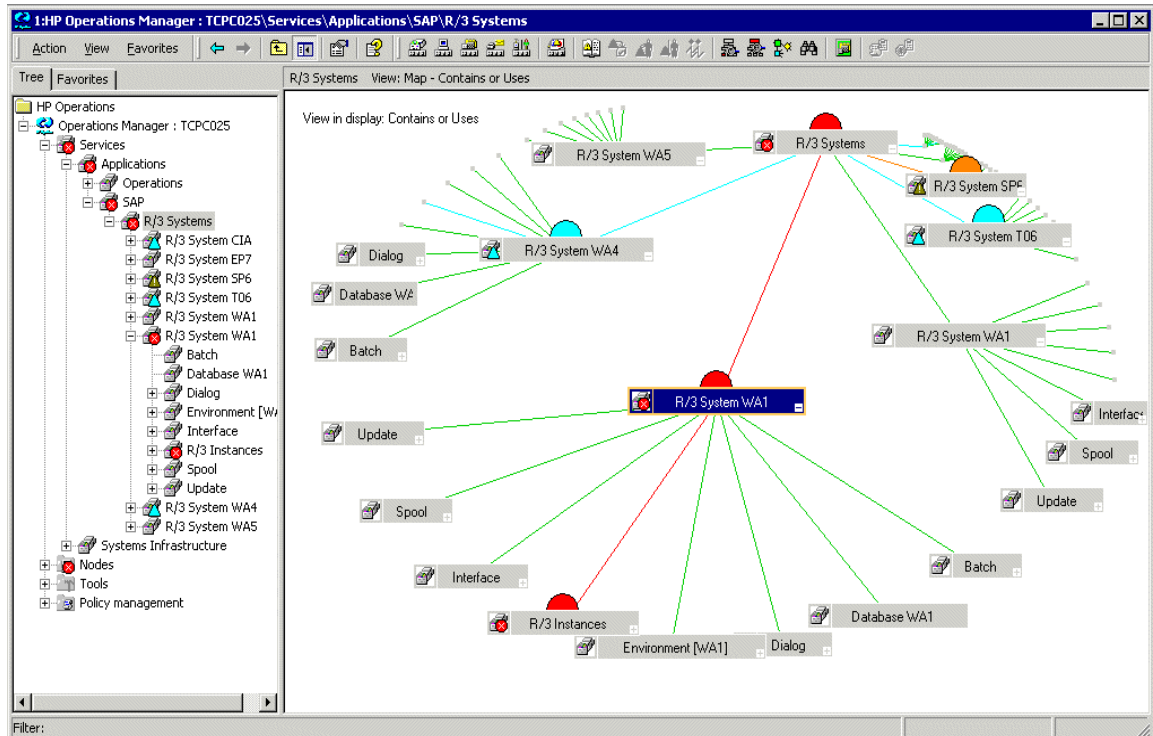 1:HP Operations Manager : TCPC025\Services\Applications\SAP\R/3 Systems
Action View Favorites
Tree Favorites
R/3 Systems View: Map - Contains or Uses
HP Operations
Operations Manager : TCPC025
Services
Applications
Operations
SAP
R/3 Systems
R/3 System CIA
R/3 System EP7
R/3 System SP6
R/3 System T06
R/3 System WA1
R/3 System WA1
Batch
Database WA1
Dialog
Environment [WA
Interface
R/3 Instances
Spool
Update
R/3 System WA4
R/3 System WA5
Systems Infrastructure
Nodes
Tools
Policy management
View in display: Contains or Uses
R/3 System WA5
R/3 Systems
R/3 System SP6
R/3 System T06
R/3 System WA4
Dialog
Database WA
Batch
R/3 System WA1
R/3 System WA1
Interfac
Update
Spool
Update
Spool
Interface
Batch
R/3 Instances
Database WA1
Environment [WA1]
Dialog
Filter: